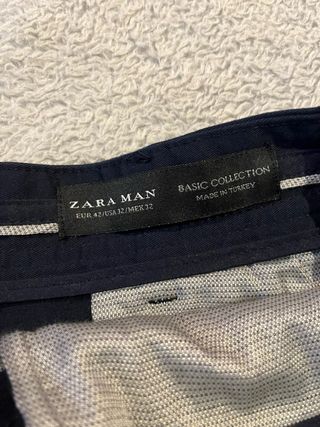 ZARA MAN
EUR 42/USA 32/MEX 32
BASIC COLLECTION
MADE IN TURKEY